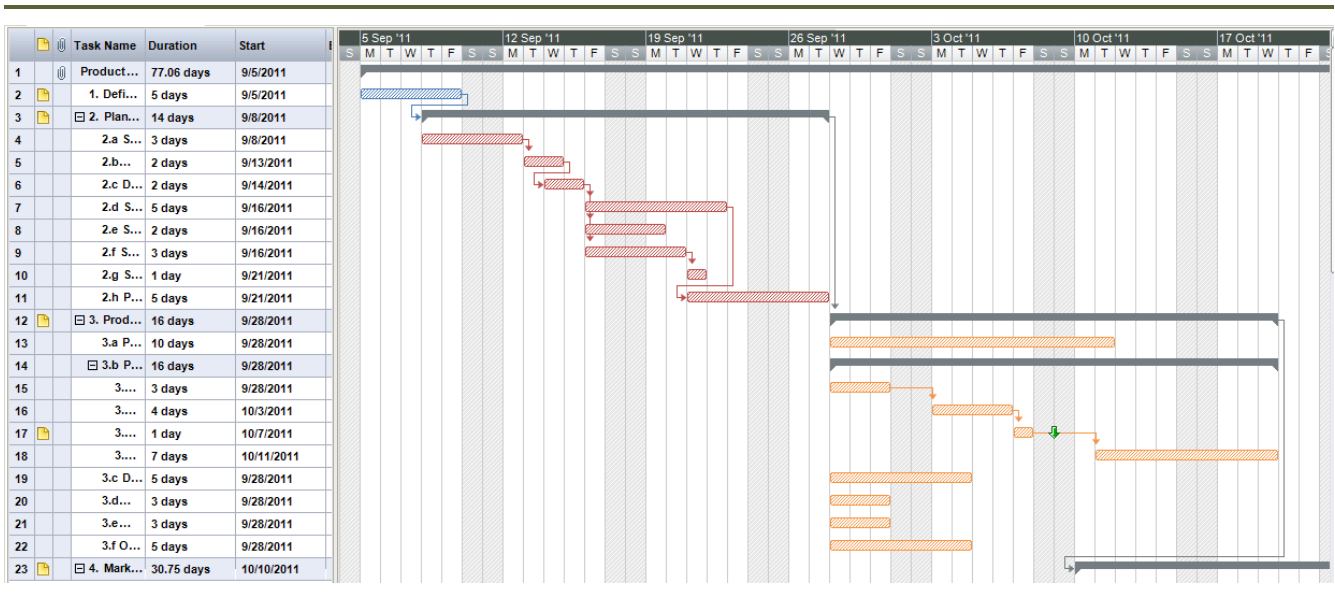 Task Name Duration Start
5 Sep '11 12 Sep '11 19 Sep '11 26 Sep '11 3 Oct '11 10 Oct '11 17 Oct '11
S M T W T F S S M T W T F S S M T W T F S S M T W T F S S M T W T F S S M T W T F S S M T W T F S
1 Product... 77.06 days 9/5/2011
2 1. Defi... 5 days 9/5/2011
3 2. Plan... 14 days 9/8/2011
4 2.a S... 3 days 9/8/2011
5 2.b... 2 days 9/13/2011
6 2.c D... 2 days 9/14/2011
7 2.d S... 5 days 9/16/2011
8 2.e S... 2 days 9/16/2011
9 2.f S... 3 days 9/16/2011
10 2.g S... 1 day 9/21/2011
11 2.h P... 5 days 9/21/2011
12 3. Prod... 16 days 9/28/2011
13 3.a P... 10 days 9/28/2011
14 3.b P... 16 days 9/28/2011
15 3.... 3 days 9/28/2011
16 3.... 4 days 10/3/2011
17 3.... 1 day 10/7/2011
18 3.... 7 days 10/11/2011
19 3.c D... 5 days 9/28/2011
20 3.d... 3 days 9/28/2011
21 3.e... 3 days 9/28/2011
22 3.f O... 5 days 9/28/2011
23 4. Mark... 30.75 days 10/10/2011